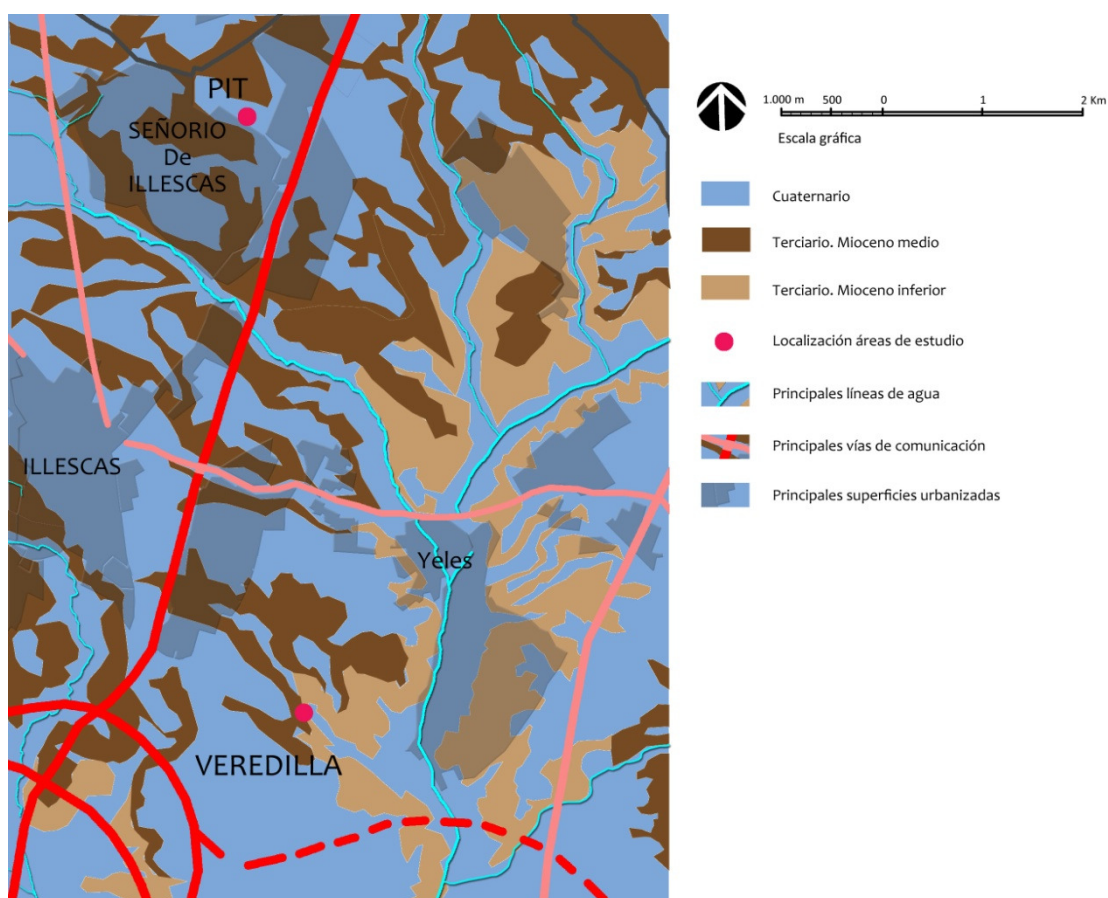 PIT
SEÑORIO
De
ILLESCAS
ILLESCAS
Yeles
VEREDILLA
1.000 m 500 0 1 2 Km
Escala gráfica
Cuaternario
Terciario. Mioceno medio
Terciario. Mioceno inferior
Localización áreas de estudio
Principales líneas de agua
Principales vías de comunicación
Principales superficies urbanizadas